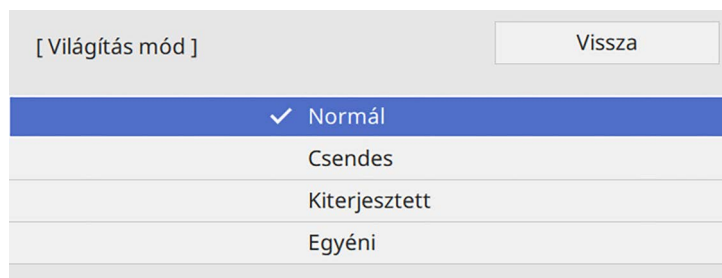 [ Világítás mód ]
Vissza
Normál
Csendes
Kiterjesztett
Egyéni